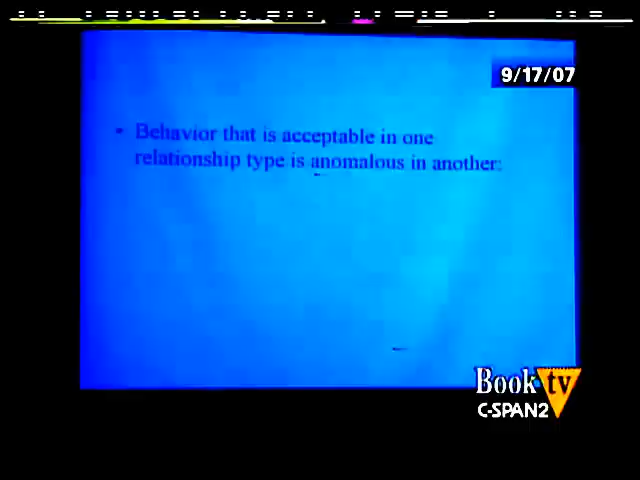 9/17/07
• Behavior that is acceptable in one
relationship type is anomalous in another:
Book tv
C-SPAN2